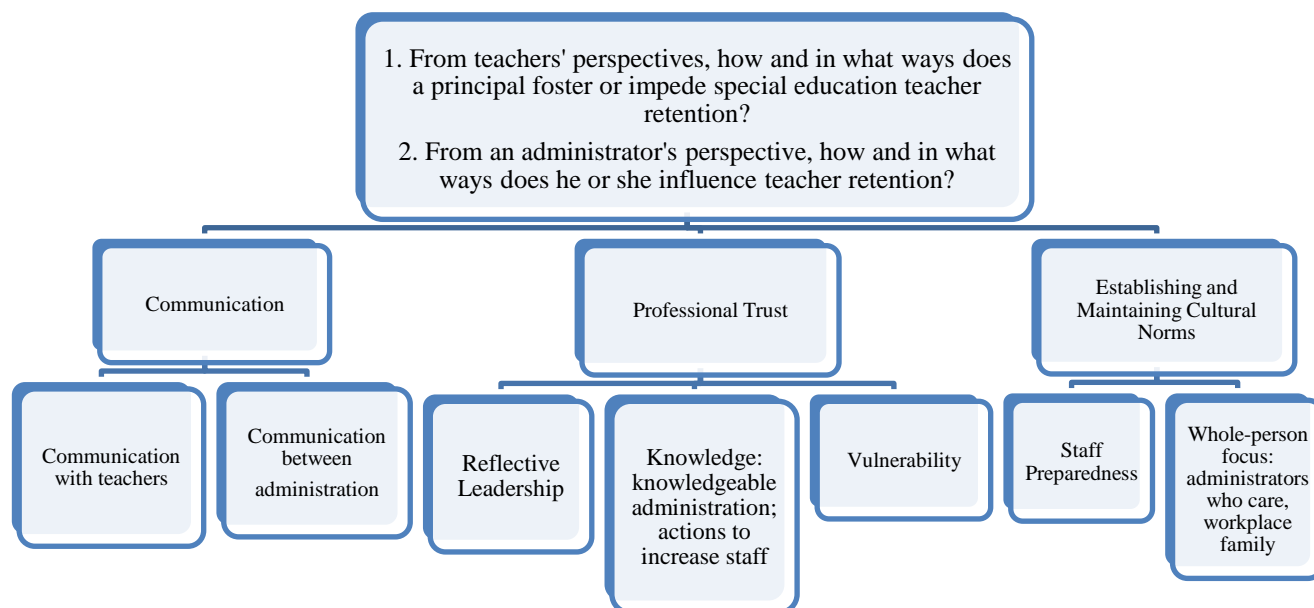 1. From teachers' perspectives, how and in what ways does
a principal foster or impede special education teacher
retention?
2. From an administrator's perspective, how and in what
ways does he or she influence teacher retention?
Communication
Professional Trust
Establishing and
Maintaining Cultural
Norms
Communication
with teachers
Communication
between
administration
Reflective
Leadership
Knowledge:
knowledgeable
administration;
actions to
increase staff
Vulnerability
Staff
Preparedness
Whole-person
focus:
administrators
who care,
workplace
family